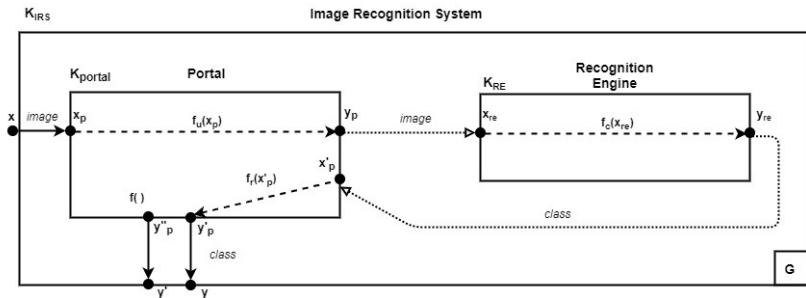 K_IRS Image Recognition System
K_portal Portal
K_RE Recognition
Engine
x image x_p f_u(x_p) y_p image x_re f_c(x_re) y_re
x'_p
f_r(x'_p)
f( )
y''_p y'_p
class
class
G
y' y